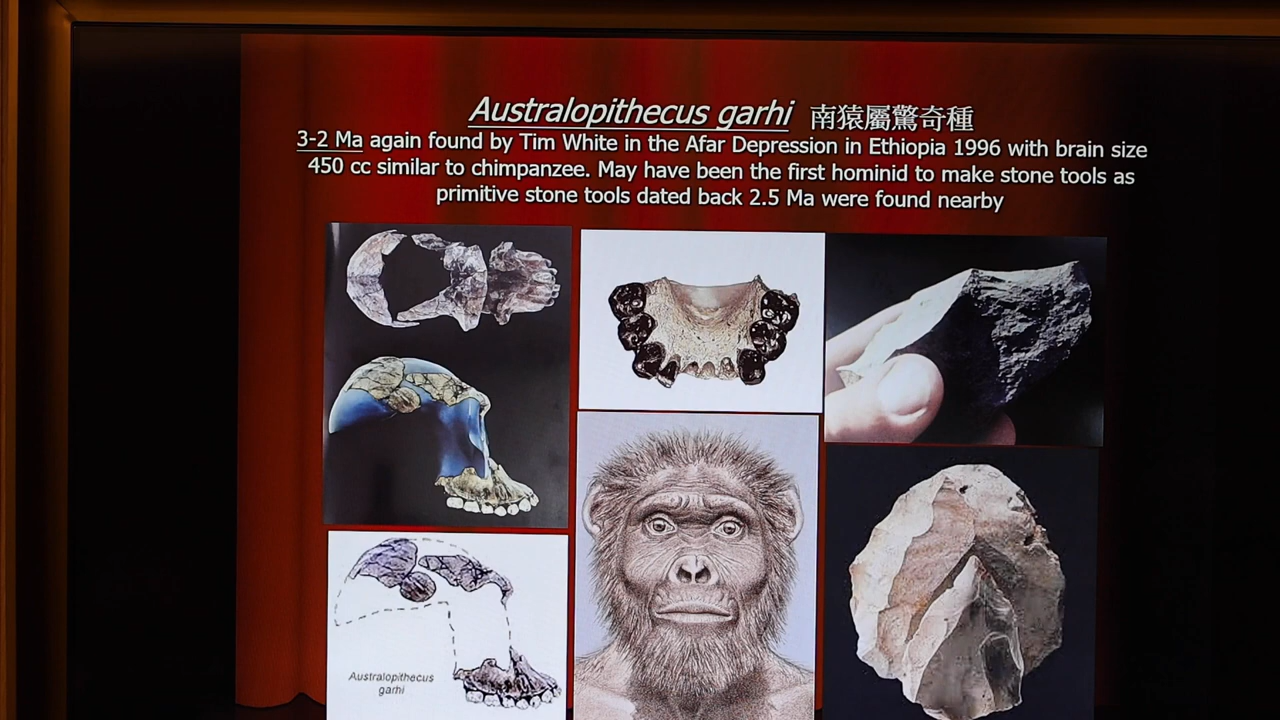 Australopithecus garhi 南猿屬驚奇種
3-2 Ma again found by Tim White in the Afar Depression in Ethiopia 1996 with brain size
450 cc similar to chimpanzee. May have been the first hominid to make stone tools as
primitive stone tools dated back 2.5 Ma were found nearby
Australopithecus
garhi